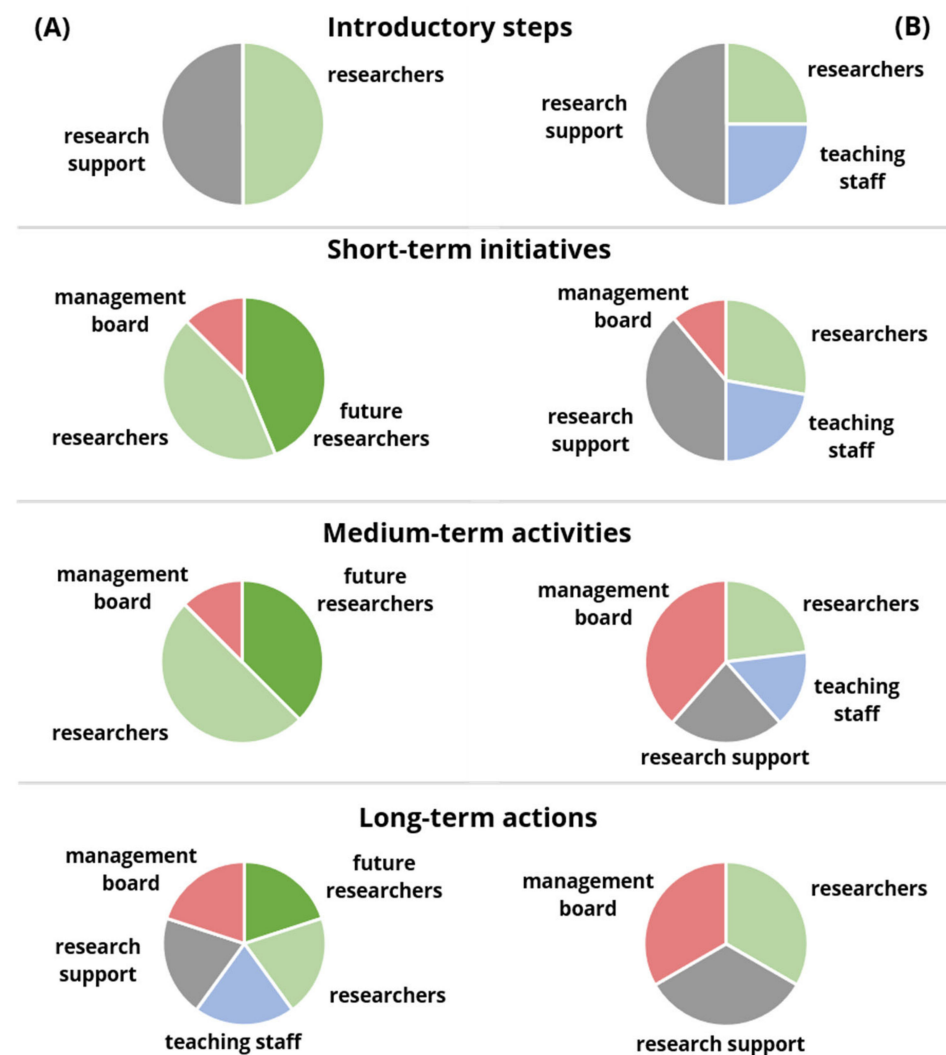 (A)
Introductory steps
(B)
researchers
research
support
researchers
research
support
teaching
staff
Short-term initiatives
management
board
future
researchers
researchers
management
board
researchers
research
support
teaching
staff
Medium-term activities
management
board
future
researchers
researchers
management
board
researchers
teaching
staff
research support
Long-term actions
management
board
future
researchers
research
support
researchers
teaching staff
management
board
researchers
research support